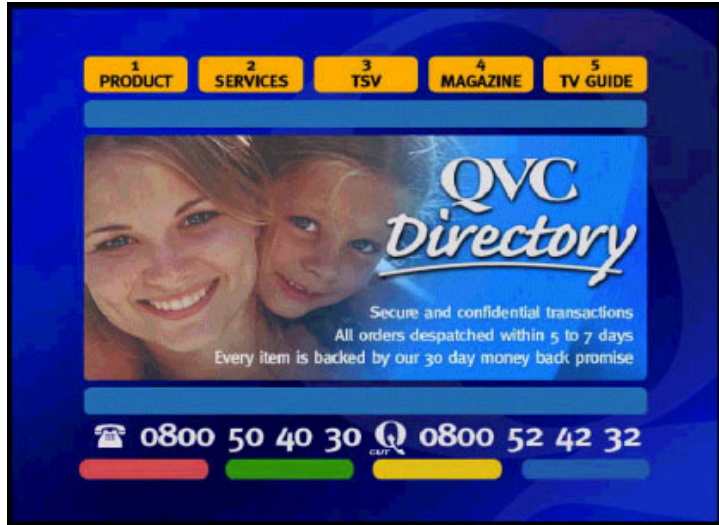 1 2 3 4 5
PRODUCT SERVICES TSV MAGAZINE TV GUIDE
QVC
Directory
Secure and confidential transactions
All orders despatched within 5 to 7 days
Every item is backed by our 30 day money back promise
0800 50 40 30 Q CUT 0800 52 42 32